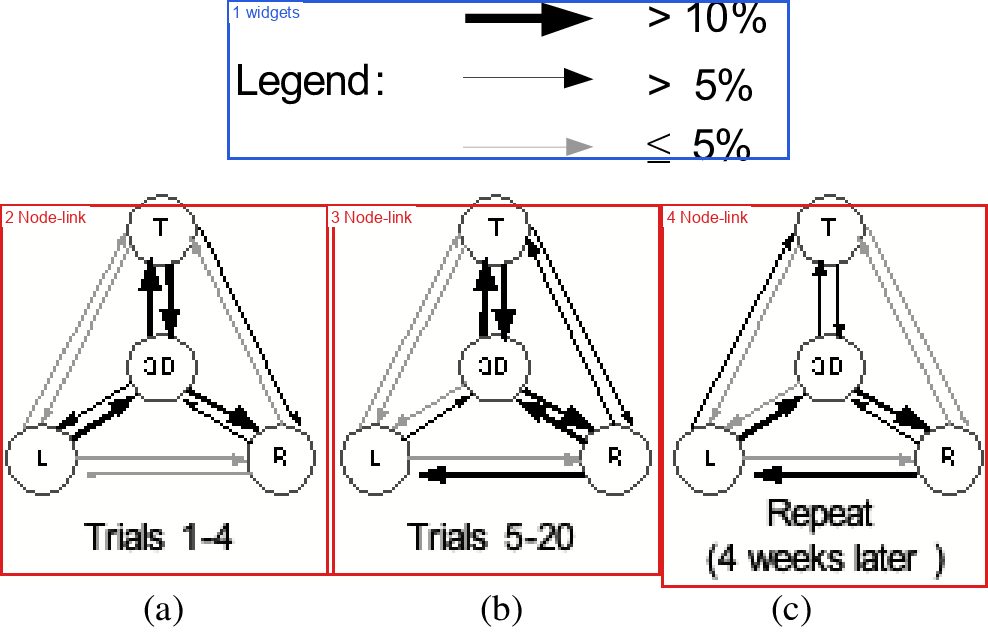 1 widgets
> 10%
Legend:
> 5%
≤ 5%
2 Node-link
3 Node-link
4 Node-link
T
T
T
3D
3D
3D
L
R
L
R
L
R
Trials 1-4
Trials 5-20
Repeat
(4 weeks later )
(a)
(b)
(c)